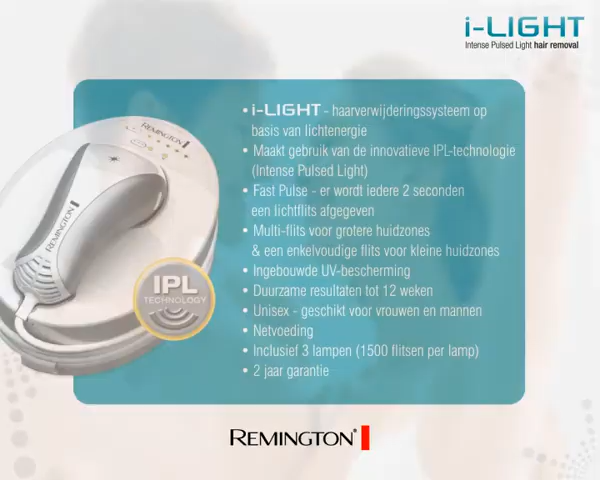 i-LIGHT
Intense Pulsed Light hair removal
• i-LIGHT - haarverwijderingssysteem op
basis van lichtenergie
• Maakt gebruik van de innovatieve IPL-technologie
(Intense Pulsed Light)
• Fast Pulse - er wordt iedere 2 seconden
een lichtflits afgegeven
• Multi-flits voor grotere huidzones
& een enkelvoudige flits voor kleine huidzones
• Ingebouwde UV-bescherming
• Duurzame resultaten tot 12 weken
• Unisex - geschikt voor vrouwen en mannen
• Netvoeding
• Inclusief 3 lampen (1500 flitsen per lamp)
• 2 jaar garantie
REMINGTON
REMINGTON
IPL
TECHNOLOGY
REMINGTON®